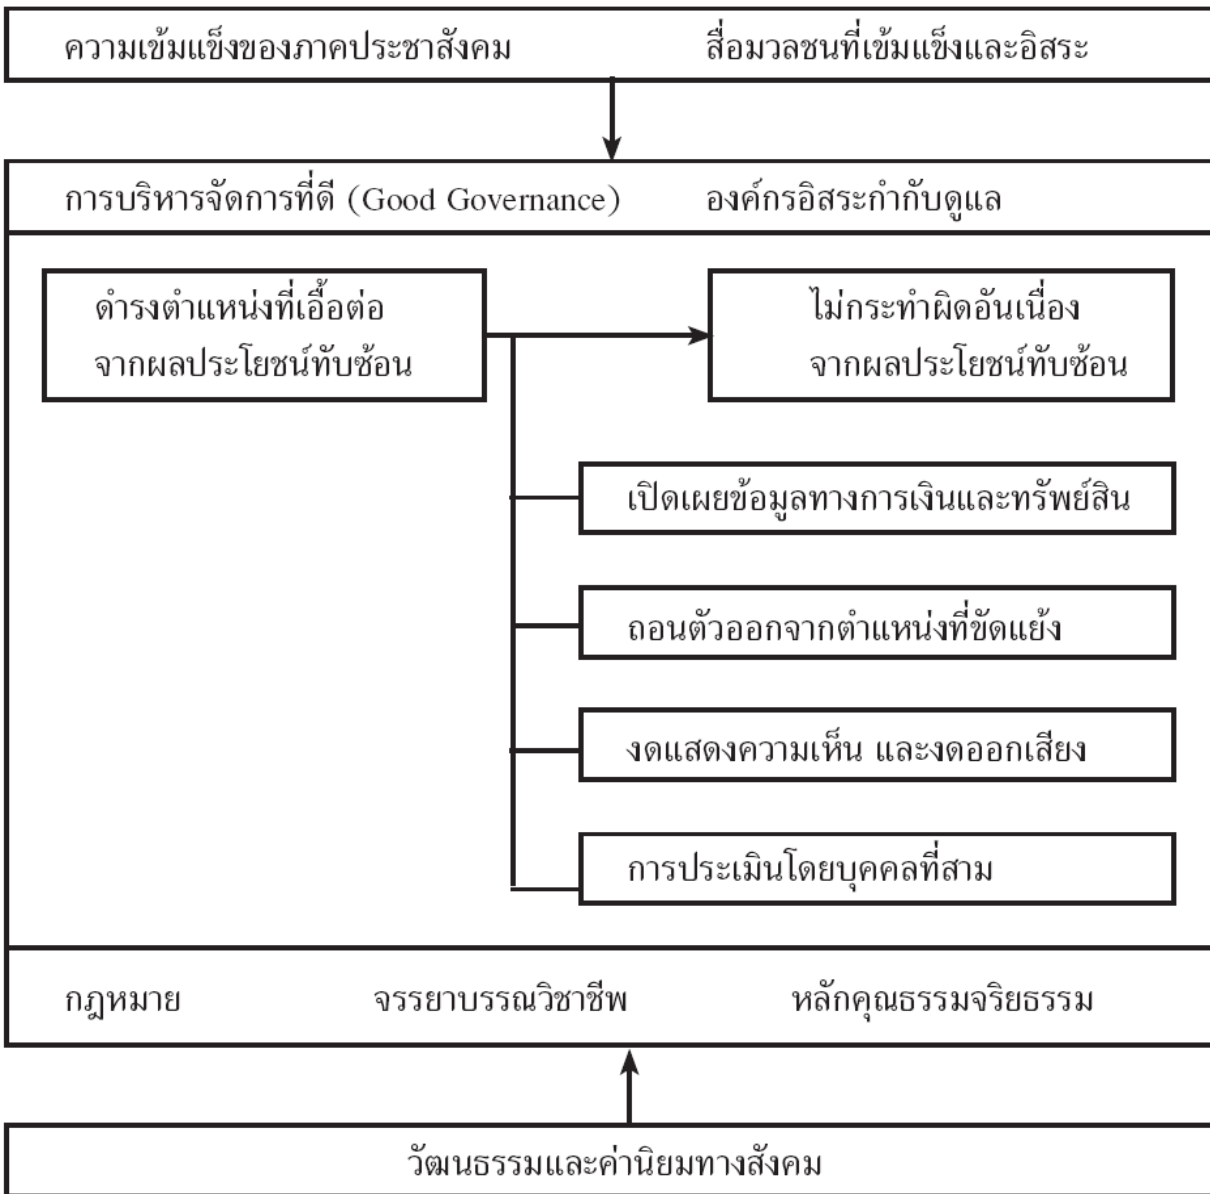 ความเข้มแข็งของภาคประชาสังคม สื่อมวลชนที่เข้มแข็งและอิสระ
การบริหารจัดการที่ดี (Good Governance) องค์กรอิสระกำกับดูแล
ดำรงตำแหน่งที่เอื้อต่อ
จากผลประโยชน์ทับซ้อน
ไม่กระทำผิดอันเนื่อง
จากผลประโยชน์ทับซ้อน
เปิดเผยข้อมูลทางการเงินและทรัพย์สิน
ถอนตัวออกจากตำแหน่งที่ขัดแย้ง
งดแสดงความเห็น และงดออกเสียง
การประเมินโดยบุคคลที่สาม
กฎหมาย จรรยาบรรณวิชาชีพ หลักคุณธรรมจริยธรรม
วัฒนธรรมและค่านิยมทางสังคม